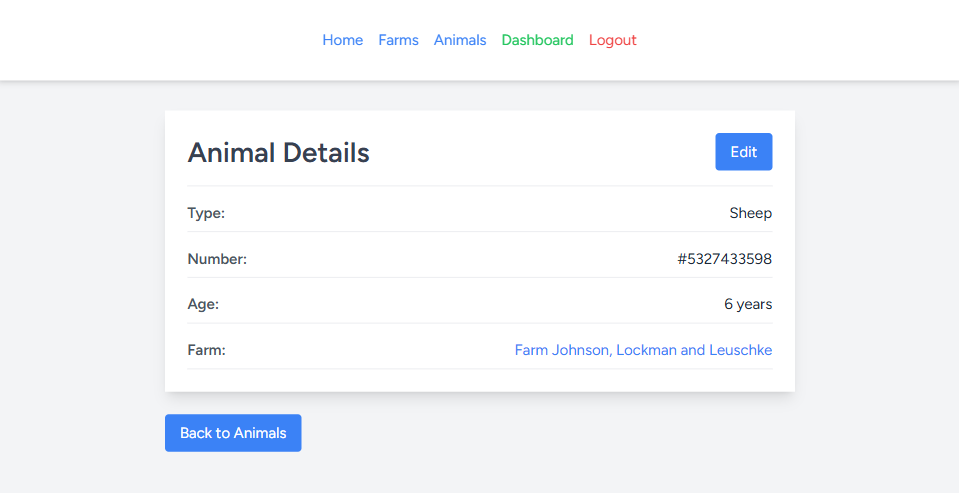 Home Farms Animals Dashboard Logout
Animal Details Edit
Type: Sheep
Number: #5327433598
Age: 6 years
Farm: Farm Johnson, Lockman and Leuschke
Back to Animals